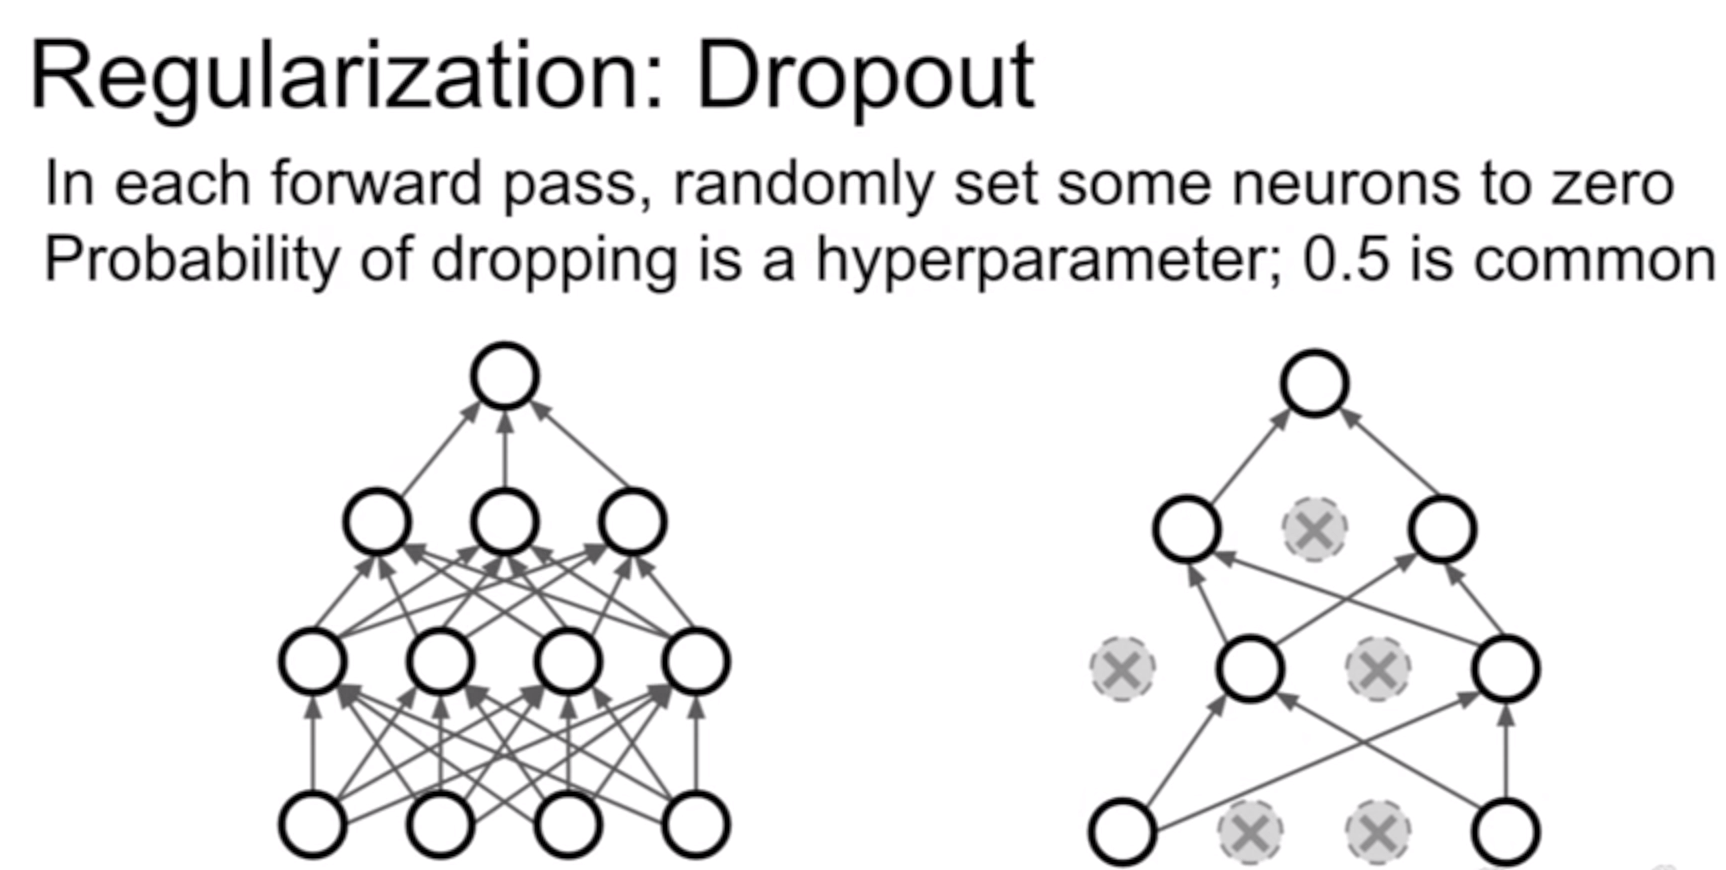 Regularization: Dropout
In each forward pass, randomly set some neurons to zero
Probability of dropping is a hyperparameter; 0.5 is common